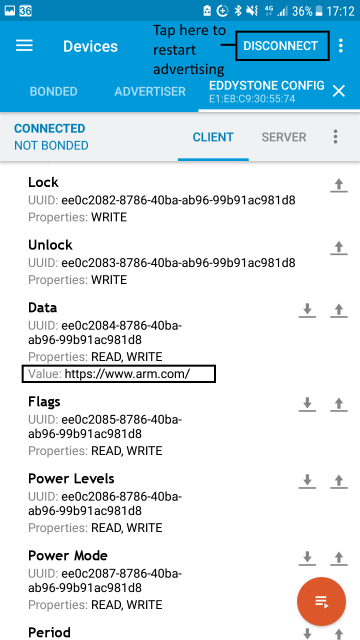 36 4G 36% 17:12
Tap here to
restart
advertising
Devices DISCONNECT
BONDED ADVERTISER EDDYSTONE CONFIG
E1:E8:C9:30:55:74
CONNECTED
NOT BONDED
CLIENT SERVER
Lock
UUID: ee0c2082-8786-40ba-ab96-99b91ac981d8
Properties: WRITE
Unlock
UUID: ee0c2083-8786-40ba-ab96-99b91ac981d8
Properties: WRITE
Data
UUID: ee0c2084-8786-40ba-
ab96-99b91ac981d8
Properties: READ, WRITE
Value: https://www.arm.com/
Flags
UUID: ee0c2085-8786-40ba-
ab96-99b91ac981d8
Properties: READ, WRITE
Power Levels
UUID: ee0c2086-8786-40ba-
ab96-99b91ac981d8
Properties: READ, WRITE
Power Mode
UUID: ee0c2087-8786-40ba-
ab96-99b91ac981d8
Properties: READ, WRITE
Period